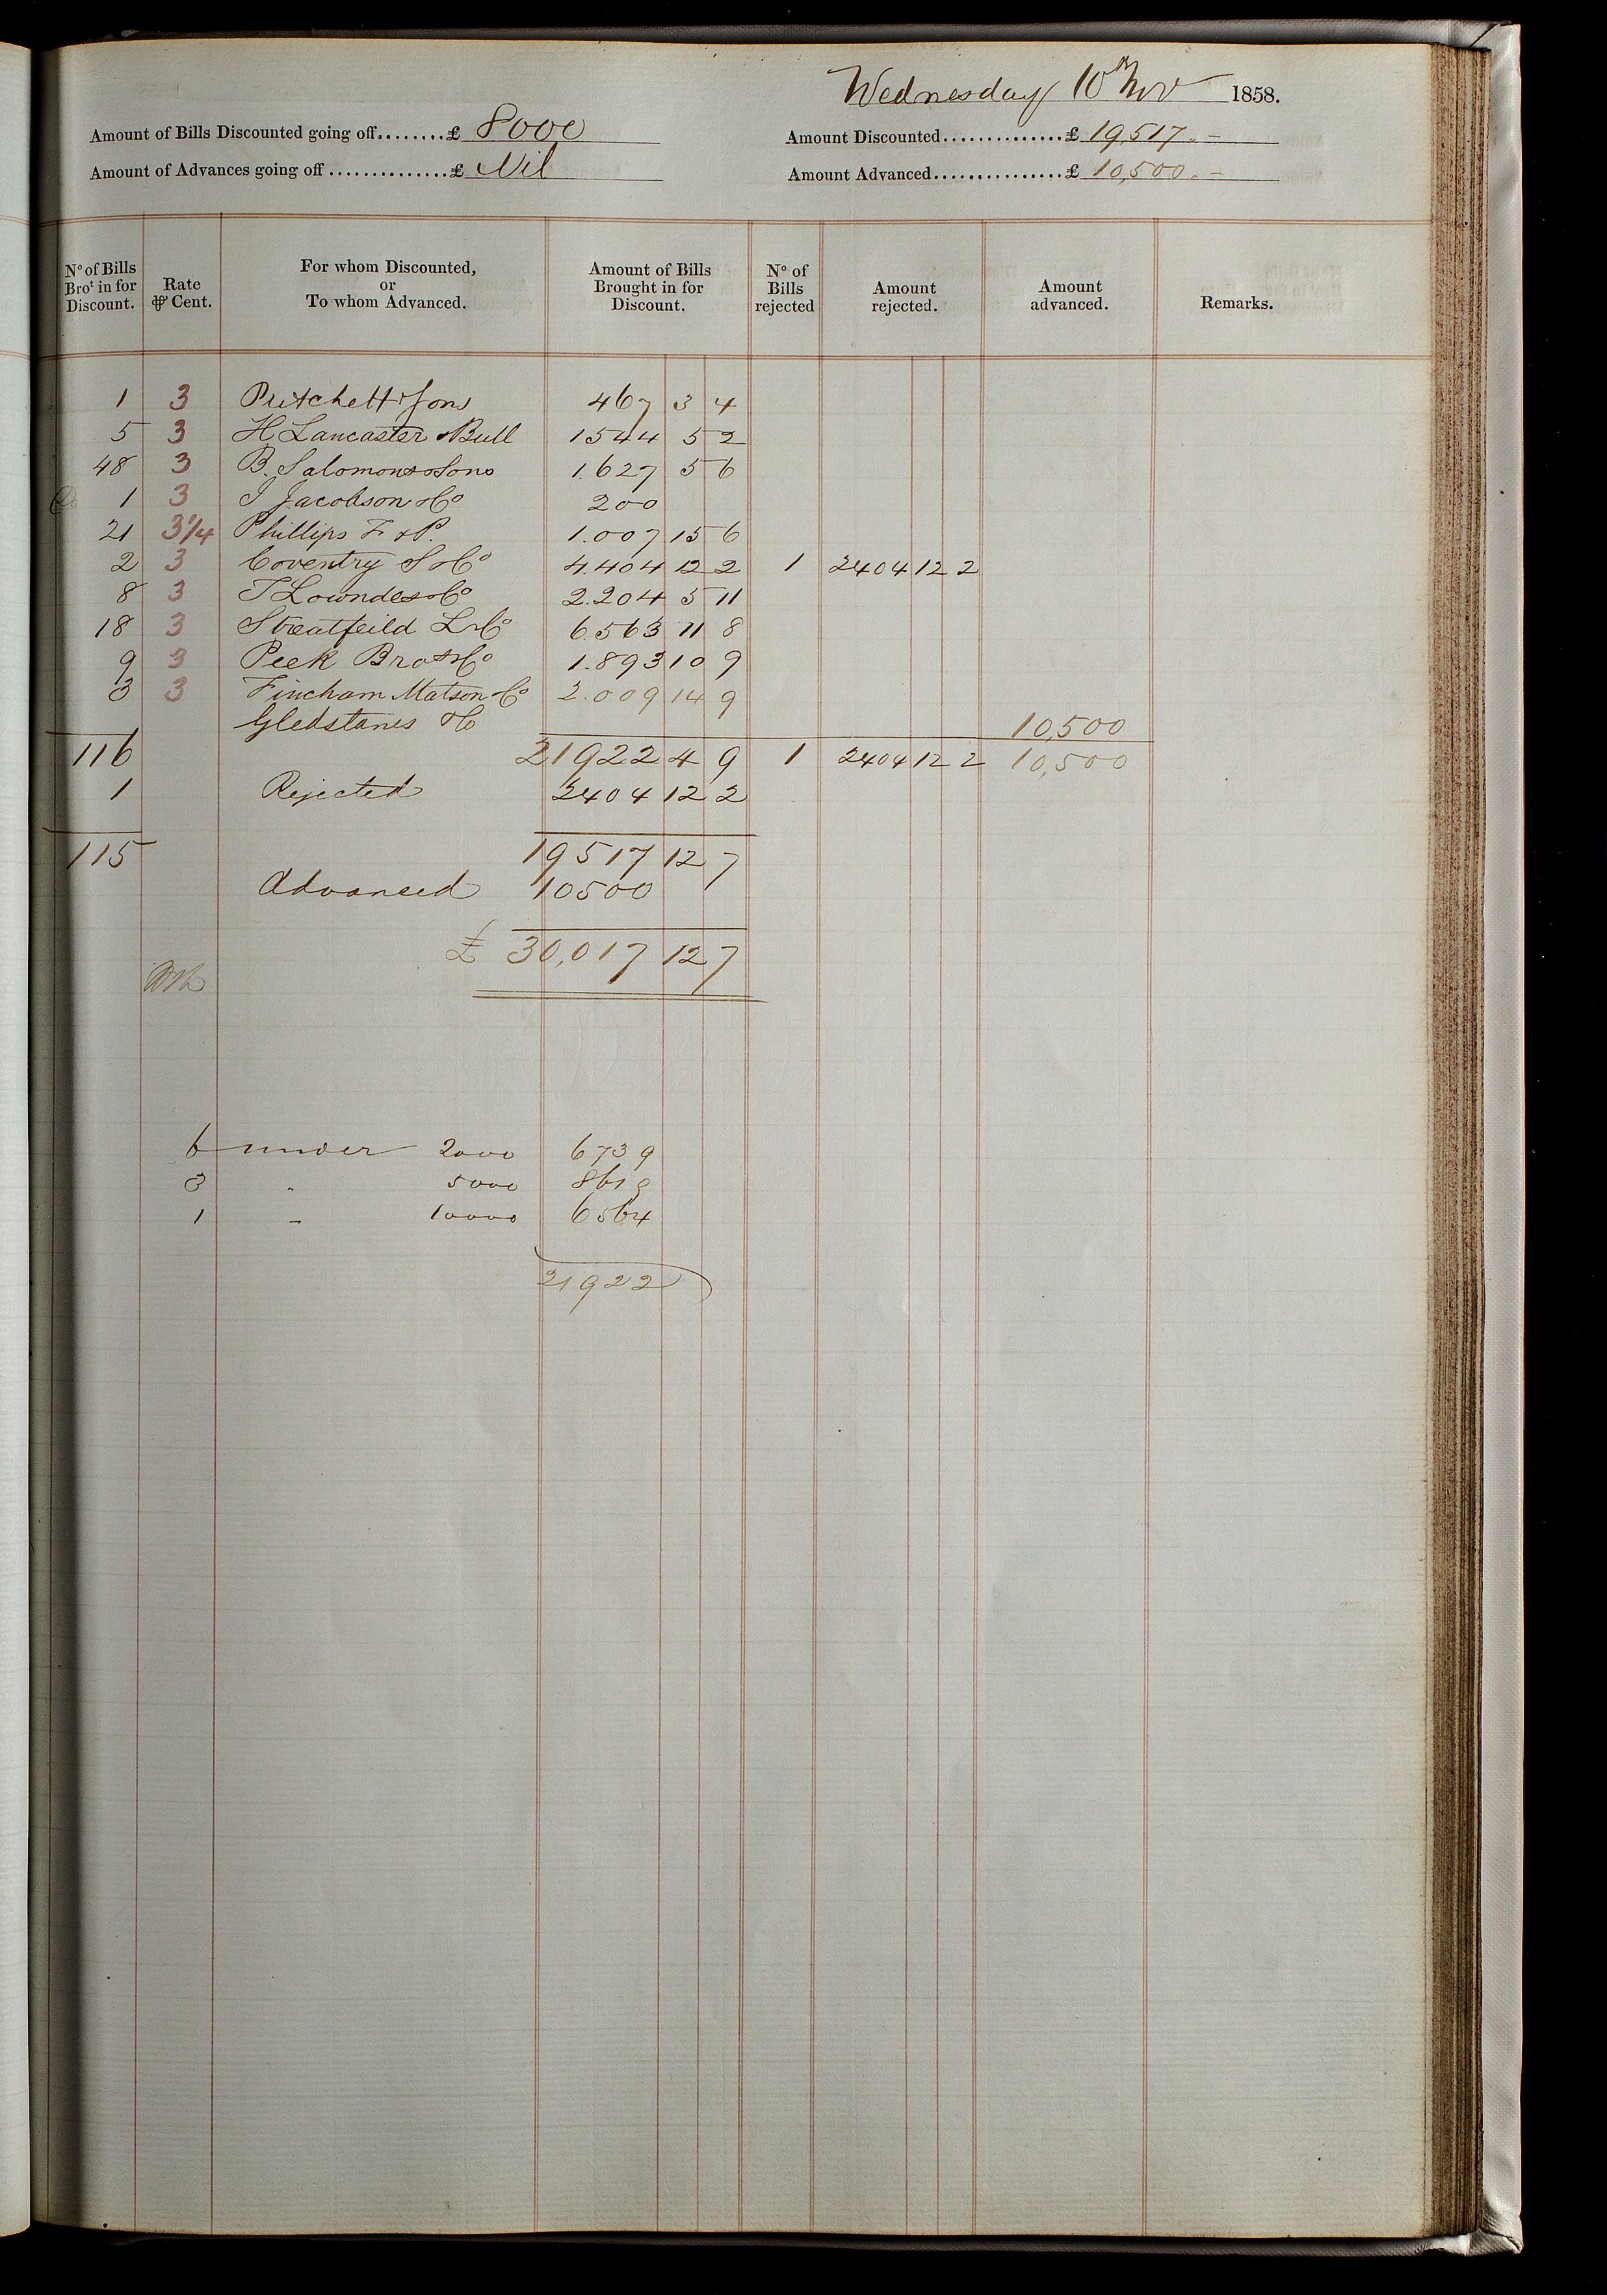 Wednesday 10th Nov 1858.
Amount of Bills Discounted going off........£ 8000 Amount Discounted..............£ 19,517.-
Amount of Advances going off..............£ Nil Amount Advanced...............£ 10,500.-
No of Bills Brot in for Discount. Rate ⅌ Cent. For whom Discounted, or To whom Advanced. Amount of Bills Brought in for Discount. No of Bills rejected Amount rejected. Amount advanced. Remarks.
1 3 Pritchett & Sons 467 3 4
5 3 H Lancaster & Bull 1544 5 2
48 3 B. Salomons & Sons 1.627 5 6
1 3 I Jacobson & Co 200
21 3 1/4 Phillips F & P. 1.007 15 6
2 3 Coventry S & Co 4.404 12 2 1 2404 12 2
8 3 T Lowndes & Co 2.204 5 11
18 3 Streatfeild L & Co 6.563 11 8
9 3 Peek Bros & Co 1.893 10 9
3 3 Fincham Matson & Co 2.009 14 9
Gledstanes & Co 10,500
116 21922 4 9 1 2404 12 2 10,500
1 Rejected 2404 12 2
115 19517 12 7
Advanced 10500
£ 30,017 12 7
6 under 2000 6739
3 " 5000 8619
1 " 10000 6564
21922